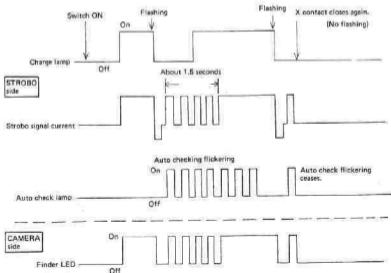 Switch ON
On
Flashing
Flashing
X contact closes again.
(No flashing)
Charge lamp
Off
STROBO
side
About 1.5 seconds
Strobo signal current
Auto checking flickering
On
Auto check flickering
ceases.
Auto check lamp
Off
CAMERA
side
On
Finder LED
Off